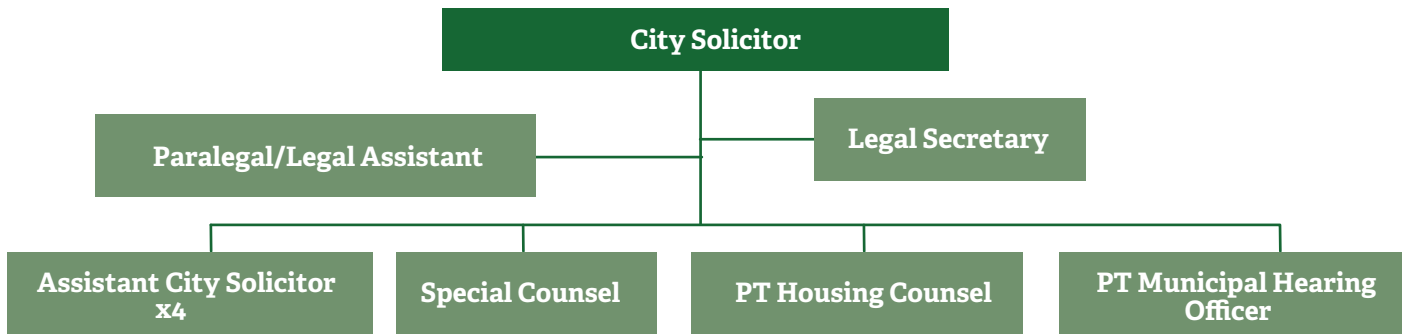 City Solicitor
Legal Secretary
Paralegal/Legal Assistant
Assistant City Solicitor
x4
Special Counsel
PT Housing Counsel
PT Municipal Hearing
Officer